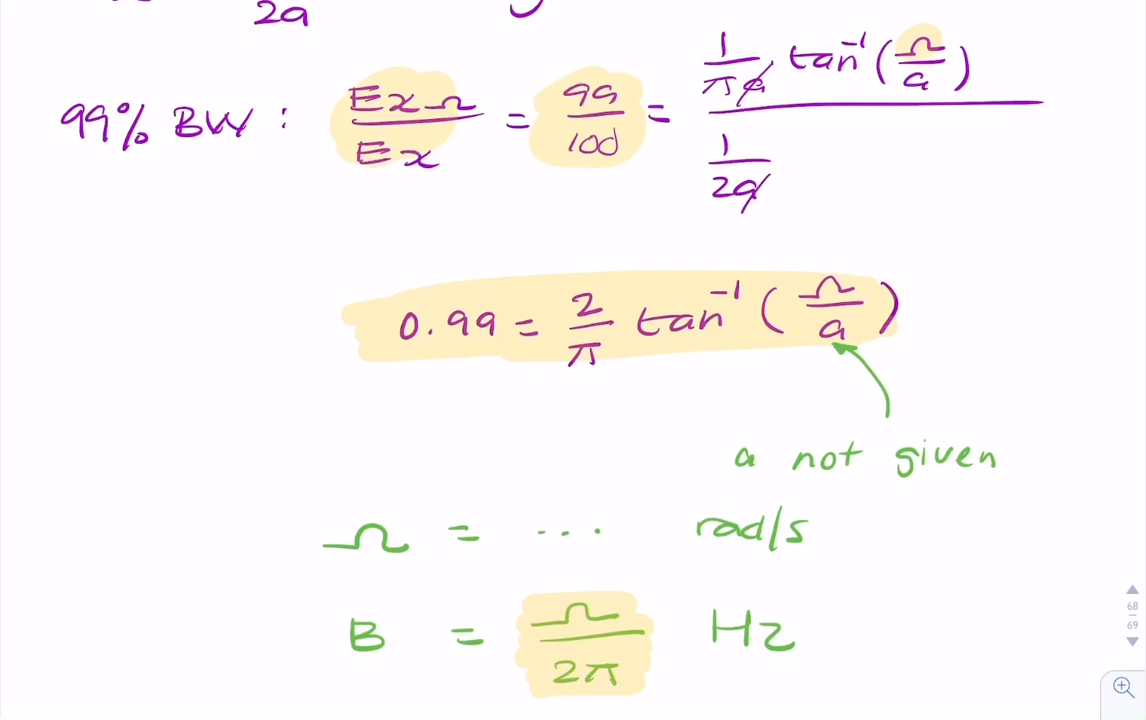 2a
99% BW : ExΩ/Ex = 99/100 = (1/πa tan⁻¹(Ω/a))/(1/2a)
0.99 = 2/π tan⁻¹(Ω/a)
a not given
Ω = ... rad/s
B = Ω/2π Hz
68
69